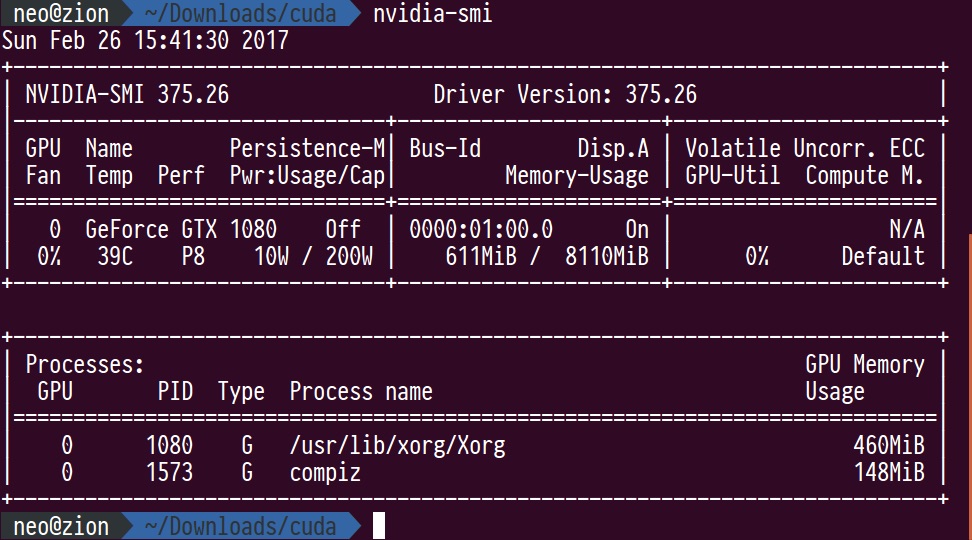 neo@zion ~/Downloads/cuda nvidia-smi
Sun Feb 26 15:41:30 2017
+-----------------------------------------------------------------------------+
| NVIDIA-SMI 375.26                 Driver Version: 375.26                    |
|-------------------------------+----------------------+----------------------+
| GPU  Name        Persistence-M| Bus-Id        Disp.A | Volatile Uncorr. ECC |
| Fan  Temp  Perf  Pwr:Usage/Cap|         Memory-Usage | GPU-Util  Compute M. |
|===============================+======================+======================|
|   0  GeForce GTX 1080    Off  | 0000:01:00.0      On |                  N/A |
|  0%   39C    P8    10W / 200W |    611MiB /  8110MiB |      0%      Default |
+-------------------------------+----------------------+----------------------+
+-----------------------------------------------------------------------------+
| Processes:                                                       GPU Memory |
|  GPU       PID  Type  Process name                               Usage      |
|=============================================================================|
|    0      1080    G   /usr/lib/xorg/Xorg                             460MiB |
|    0      1573    G   compiz                                         148MiB |
+-----------------------------------------------------------------------------+
neo@zion ~/Downloads/cuda